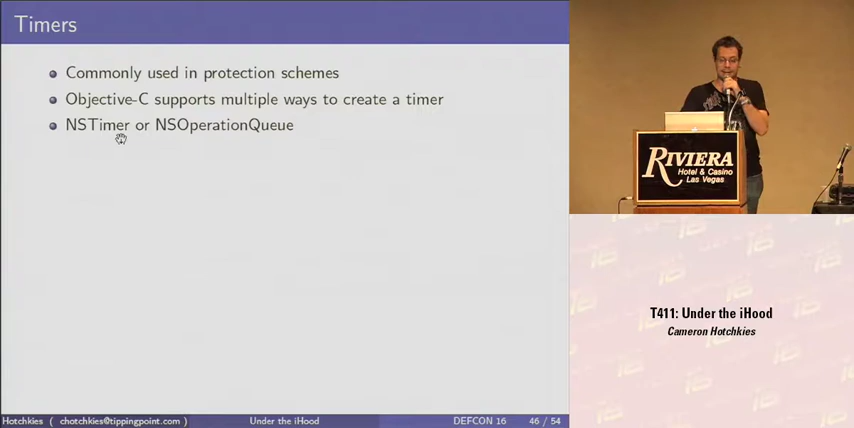 Timers
Commonly used in protection schemes
Objective-C supports multiple ways to create a timer
NSTimer or NSOperationQueue
Hotchkies ( chotchkies@tippingpoint.com )
Under the iHood
DEFCON 16
46 / 54
RIVIERA
Hotel & Casino
Las Vegas
T411: Under the iHood
Cameron Hotchkies